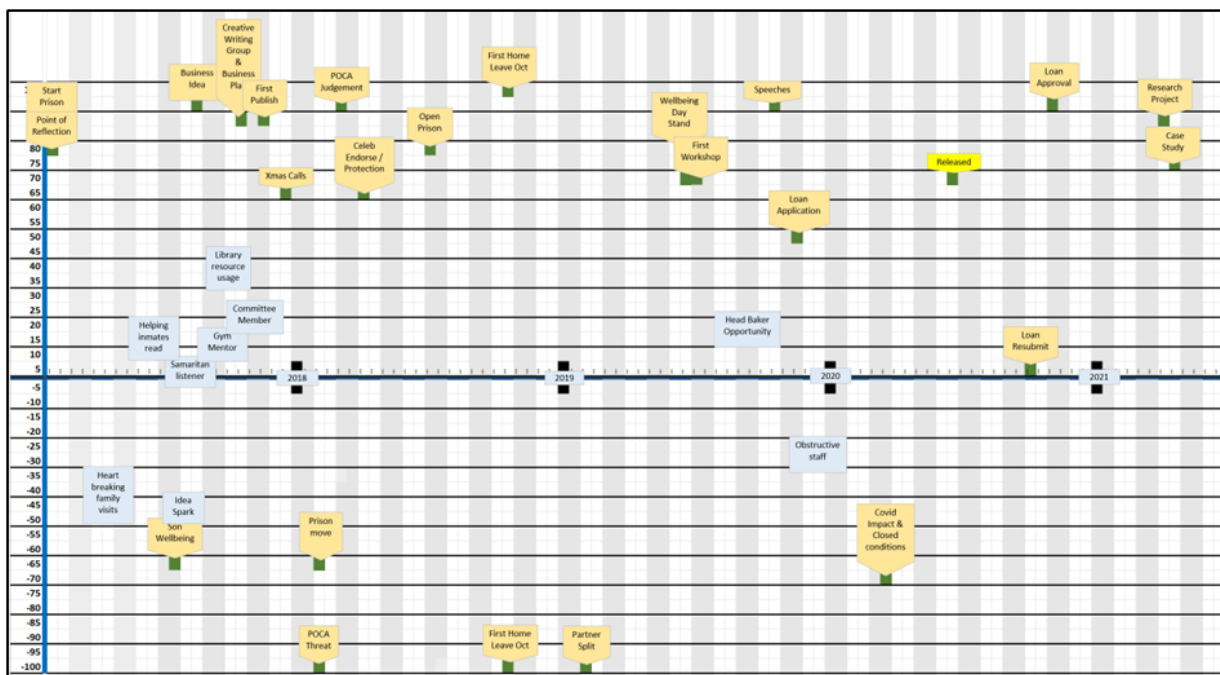 Creative
Writing
Group
&
Business
First
Publish
Business
Idea
POCA
Judgement
First Home
Leave Oct
Start
Prison
Point of
Reflection
Open
Prison
Celeb
Endorse /
Protection
Xmas Calls
Wellbeing
Day
Stand
First
Workshop
Speeches
Loan
Application
Released
Loan
Approval
Research
Project
Case
Study
80
75
70
65
60
55
50
45
40
35
30
25
20
15
10
5
-5
-10
-15
-20
-25
-30
-35
-40
-45
-50
-55
-60
-65
-70
-75
-80
-85
-90
-95
-100
Library
resource
usage
Committee
Member
Helping
inmates
read
Gym
Mentor
Samaritan
listener
Head Baker
Opportunity
Loan
Resubmit
2018
2019
2020
2021
Obstructive
staff
Heart
breaking
family
visits
Idea
Spark
Son
Wellbeing
Prison
move
Covid
Impact &
Closed
conditions
POCA
Threat
First Home
Leave Oct
Partner
Split